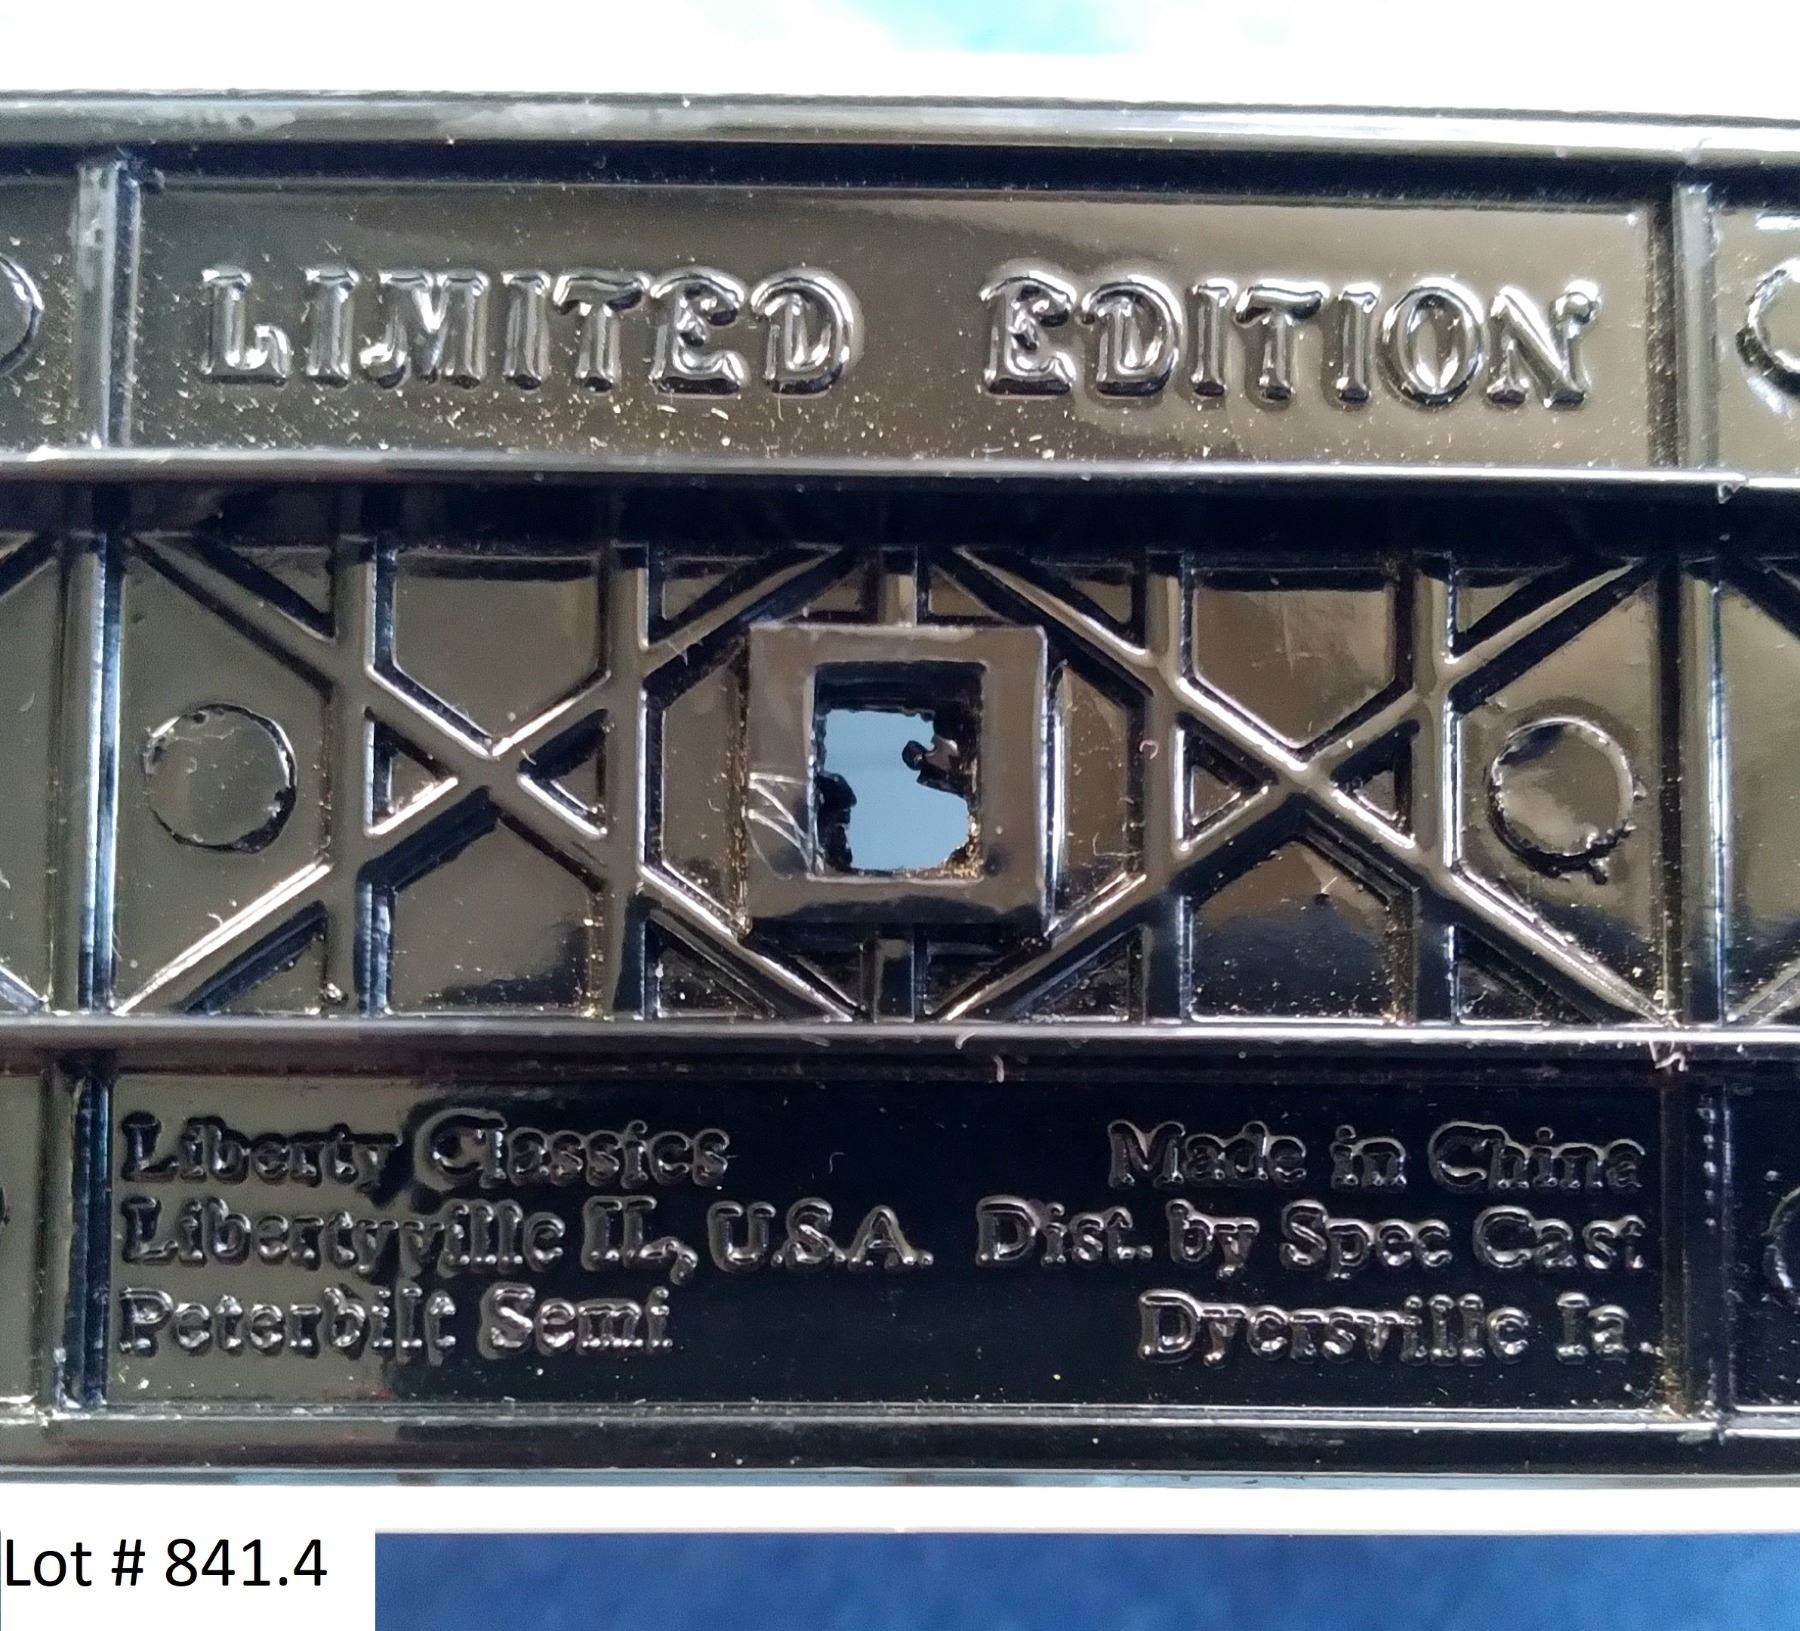 LIMITED EDITION
Liberty Classics
Libertyville IL, U.S.A.
Peterbilt Semi
Made in China
Dist. by Spec Cast
Dyersville Ia.
Lot # 841.4